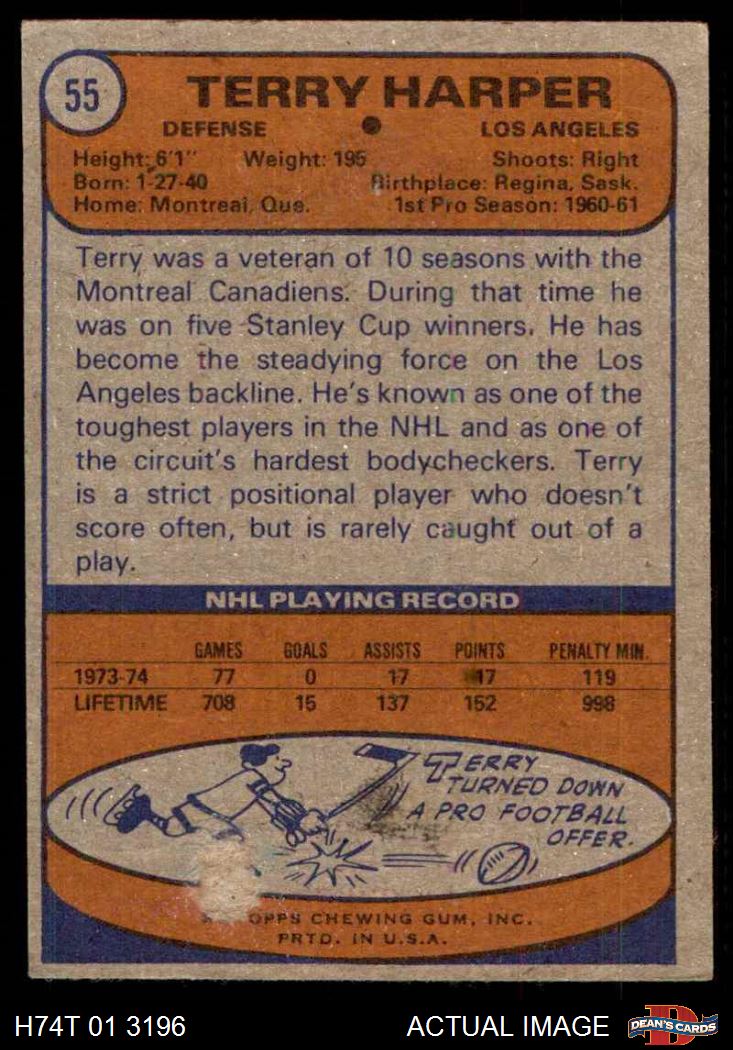 55
TERRY HARPER
DEFENSE • LOS ANGELES
Height: 6'1" Weight: 195 Shoots: Right
Born: 1-27-40 Birthplace: Regina, Sask.
Home: Montreal, Que. 1st Pro Season: 1960-61
Terry was a veteran of 10 seasons with the
Montreal Canadiens. During that time he
was on five Stanley Cup winners. He has
become the steadying force on the Los
Angeles backline. He's known as one of the
toughest players in the NHL and as one of
the circuit's hardest bodycheckers. Terry
is a strict positional player who doesn't
score often, but is rarely caught out of a
play.
NHL PLAYING RECORD
GAMES GOALS ASSISTS POINTS PENALTY MIN.
1973-74 77 0 17 17 119
LIFETIME 708 15 137 152 998
TERRY
TURNED DOWN
A PRO FOOTBALL
OFFER.
CHEWING GUM, INC.
PRTD. IN U.S.A.
H74T 01 3196 ACTUAL IMAGE DEAN'S CARDS